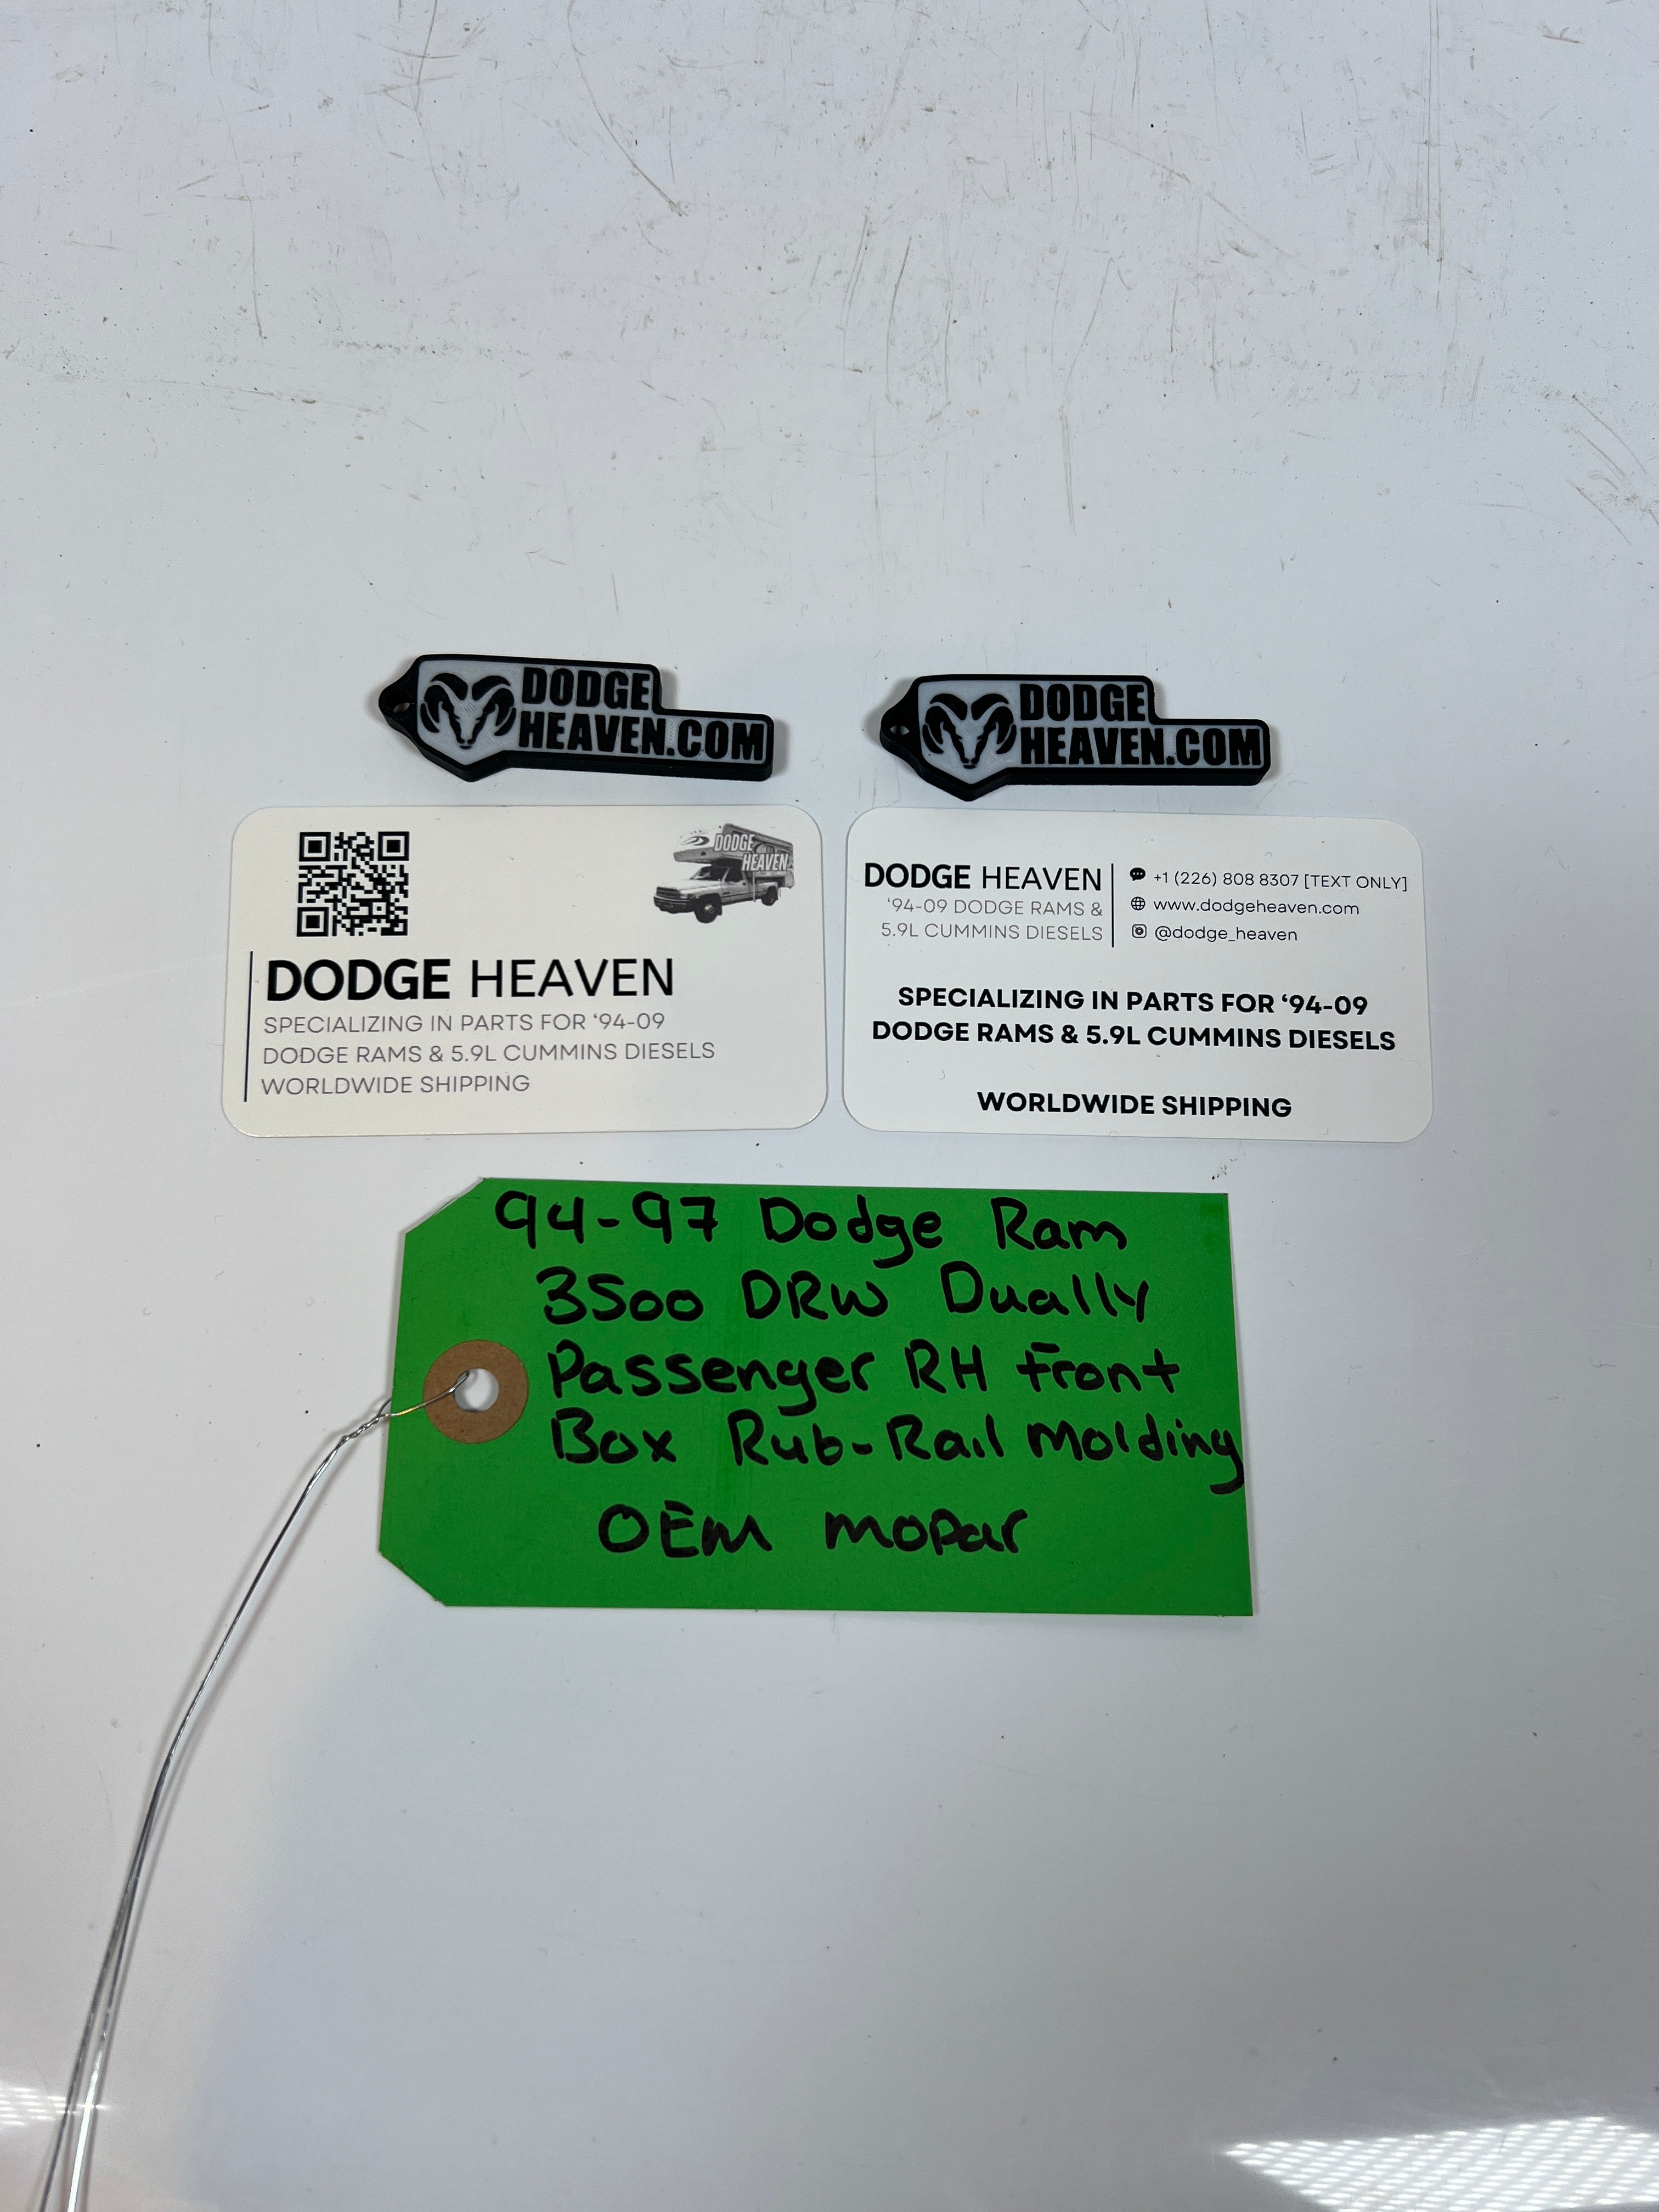 DODGE
HEAVEN.COM
DODGE
HEAVEN.COM
DODGE
HEAVEN
DODGE HEAVEN
SPECIALIZING IN PARTS FOR ‘94-09
DODGE RAMS & 5.9L CUMMINS DIESELS
WORLDWIDE SHIPPING
DODGE HEAVEN
‘94-09 DODGE RAMS &
5.9L CUMMINS DIESELS
+1 (226) 808 8307 [TEXT ONLY]
www.dodgeheaven.com
@dodge_heaven
SPECIALIZING IN PARTS FOR ‘94-09
DODGE RAMS & 5.9L CUMMINS DIESELS
WORLDWIDE SHIPPING
94-97 Dodge Ram
3500 DRW Dually
Passenger RH Front
Box Rub-Rail Molding
OEM mopar